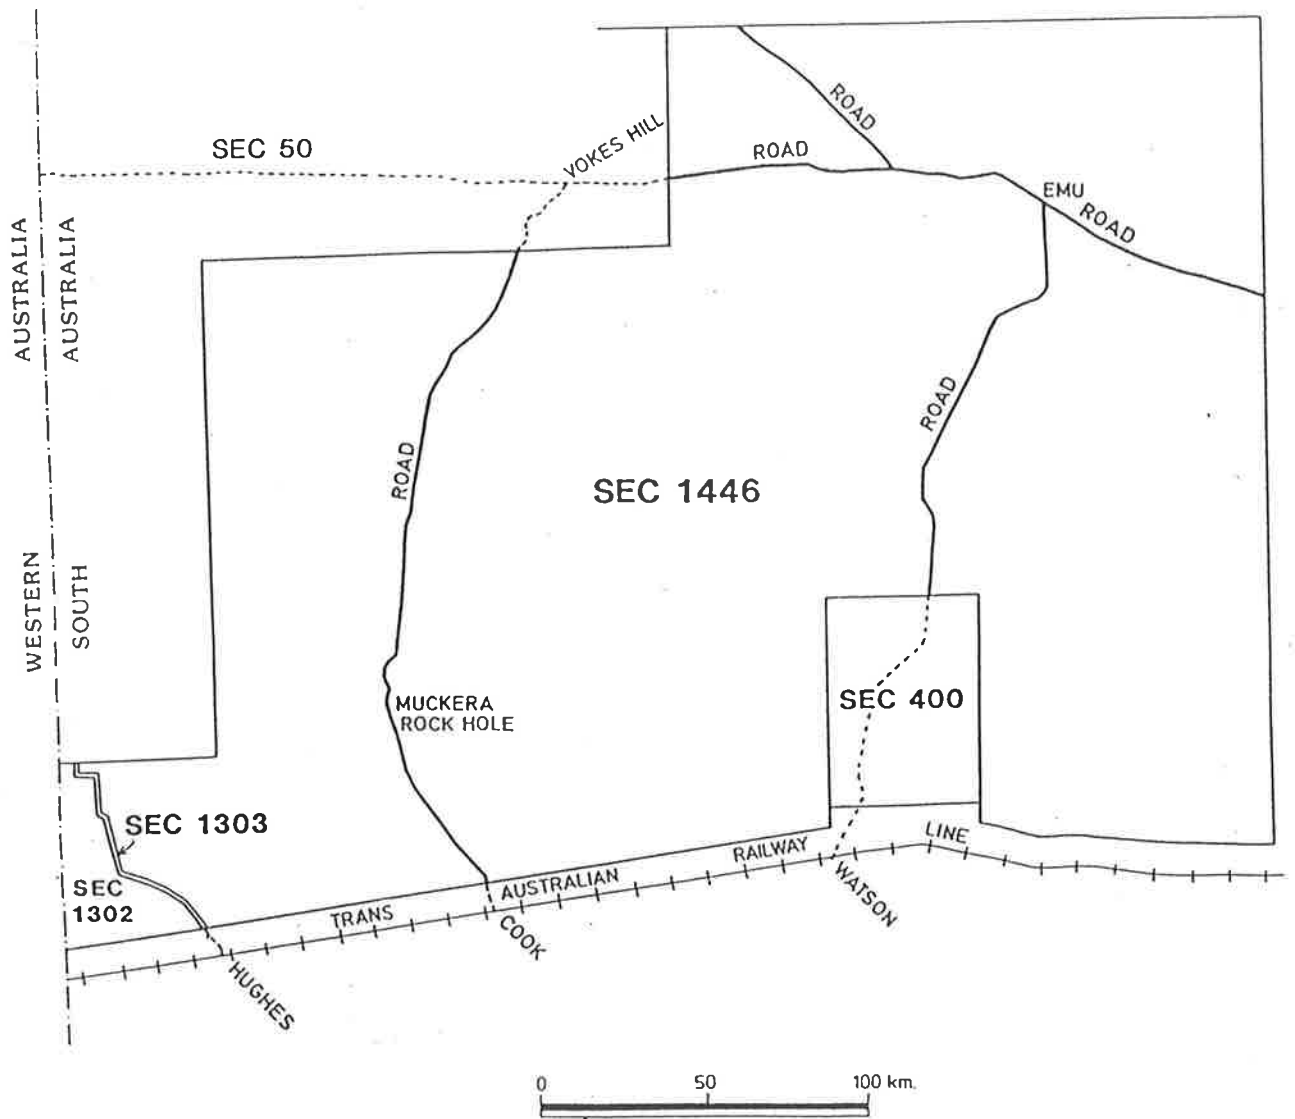 ROAD
SEC 50
VOKES HILL
ROAD
EMU
ROAD
WESTERN AUSTRALIA
SOUTH AUSTRALIA
ROAD
ROAD
SEC 1446
MUCKERA
ROCK HOLE
SEC 400
SEC 1303
SEC
1302
TRANS AUSTRALIAN RAILWAY LINE
WATSON
COOK
HUGHES
0 50 100 km.